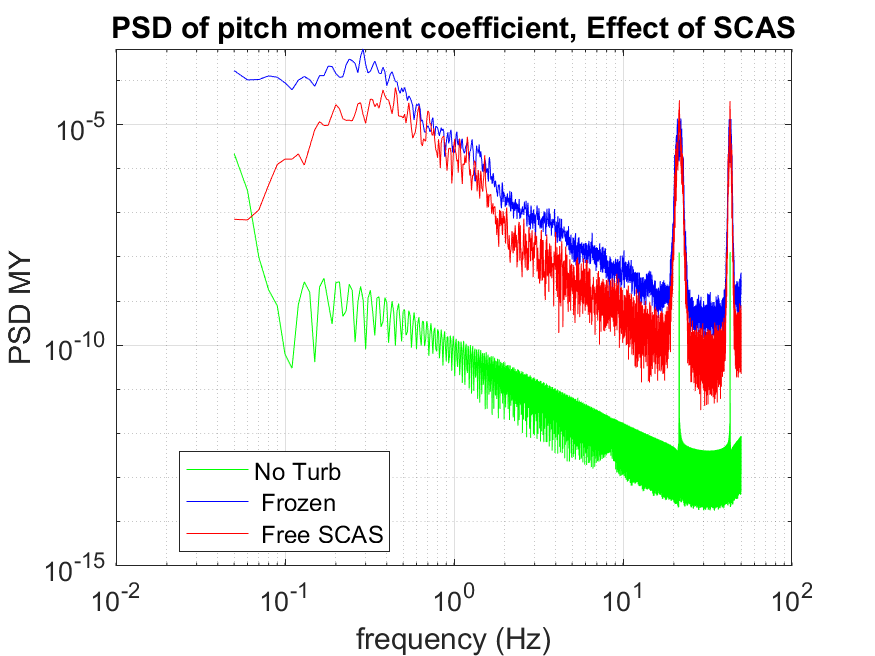 PSD of pitch moment coefficient, Effect of SCAS
PSD MY
10^-5
10^-10
10^-15
No Turb
Frozen
Free SCAS
10^-2
10^-1
10^0
10^1
10^2
frequency (Hz)